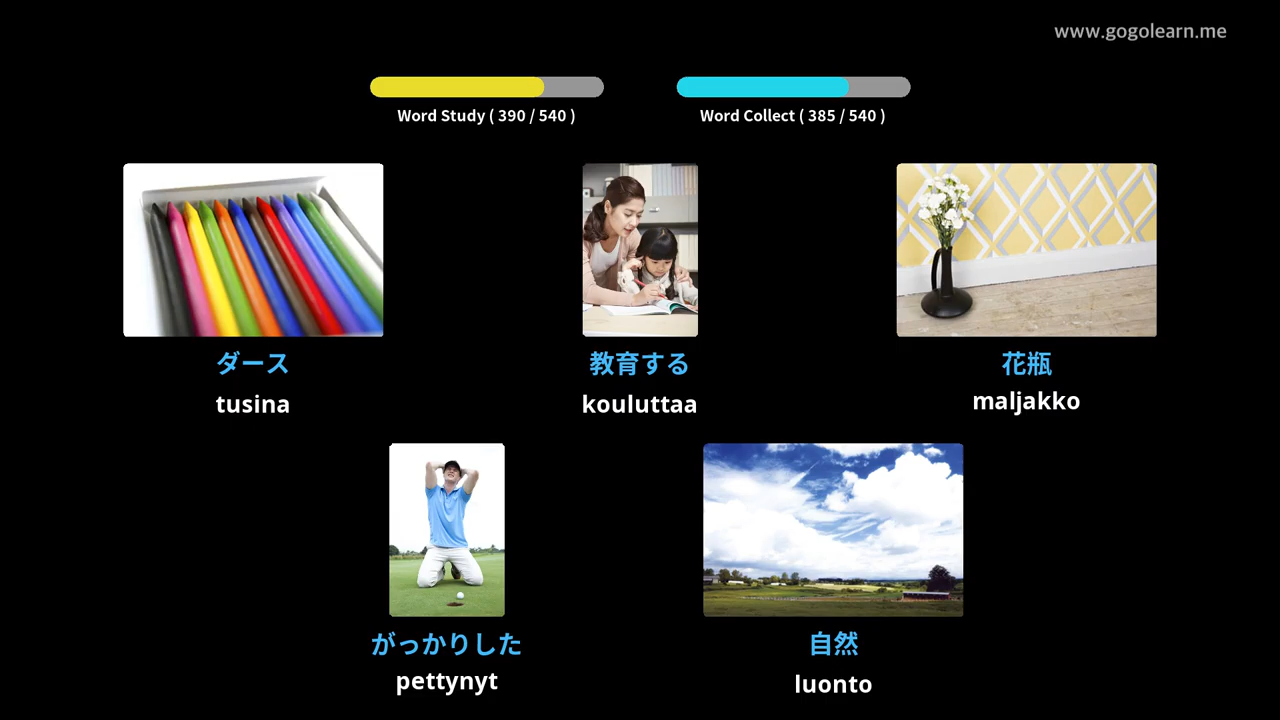 www.gogolearn.me
Word Study ( 390 / 540 )
Word Collect ( 385 / 540 )
ダース
tusina
教育する
kouluttaa
花瓶
maljakko
がっかりした
pettynyt
自然
luonto